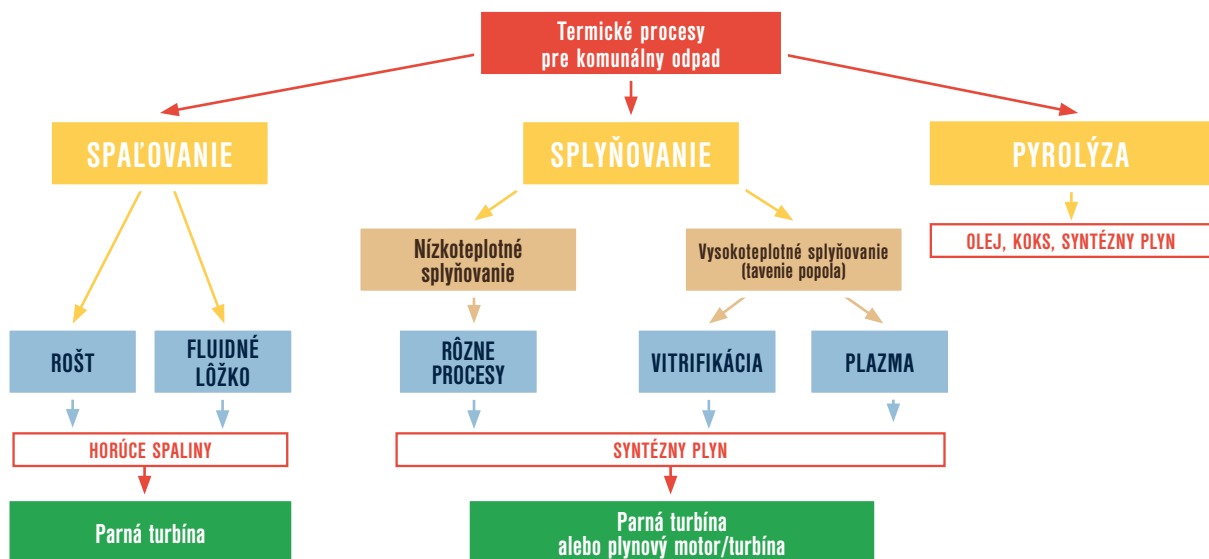 Termické procesy
pre komunálny odpad
SPAĽOVANIE
SPLYŇOVANIE
PYROLÝZA
Nízkoteplotné
splyňovanie
Vysokoteplotné splyňovanie
(tavenie popola)
OLEJ, KOKS, SYNTÉZNY PLYN
ROŠT
FLUIDNÉ
LÔŽKO
RÔZNE
PROCESY
VITRIFIKÁCIA
PLAZMA
HORÚCE SPALINY
SYNTÉZNY PLYN
Parná turbína
Parná turbína
alebo plynový motor/turbína